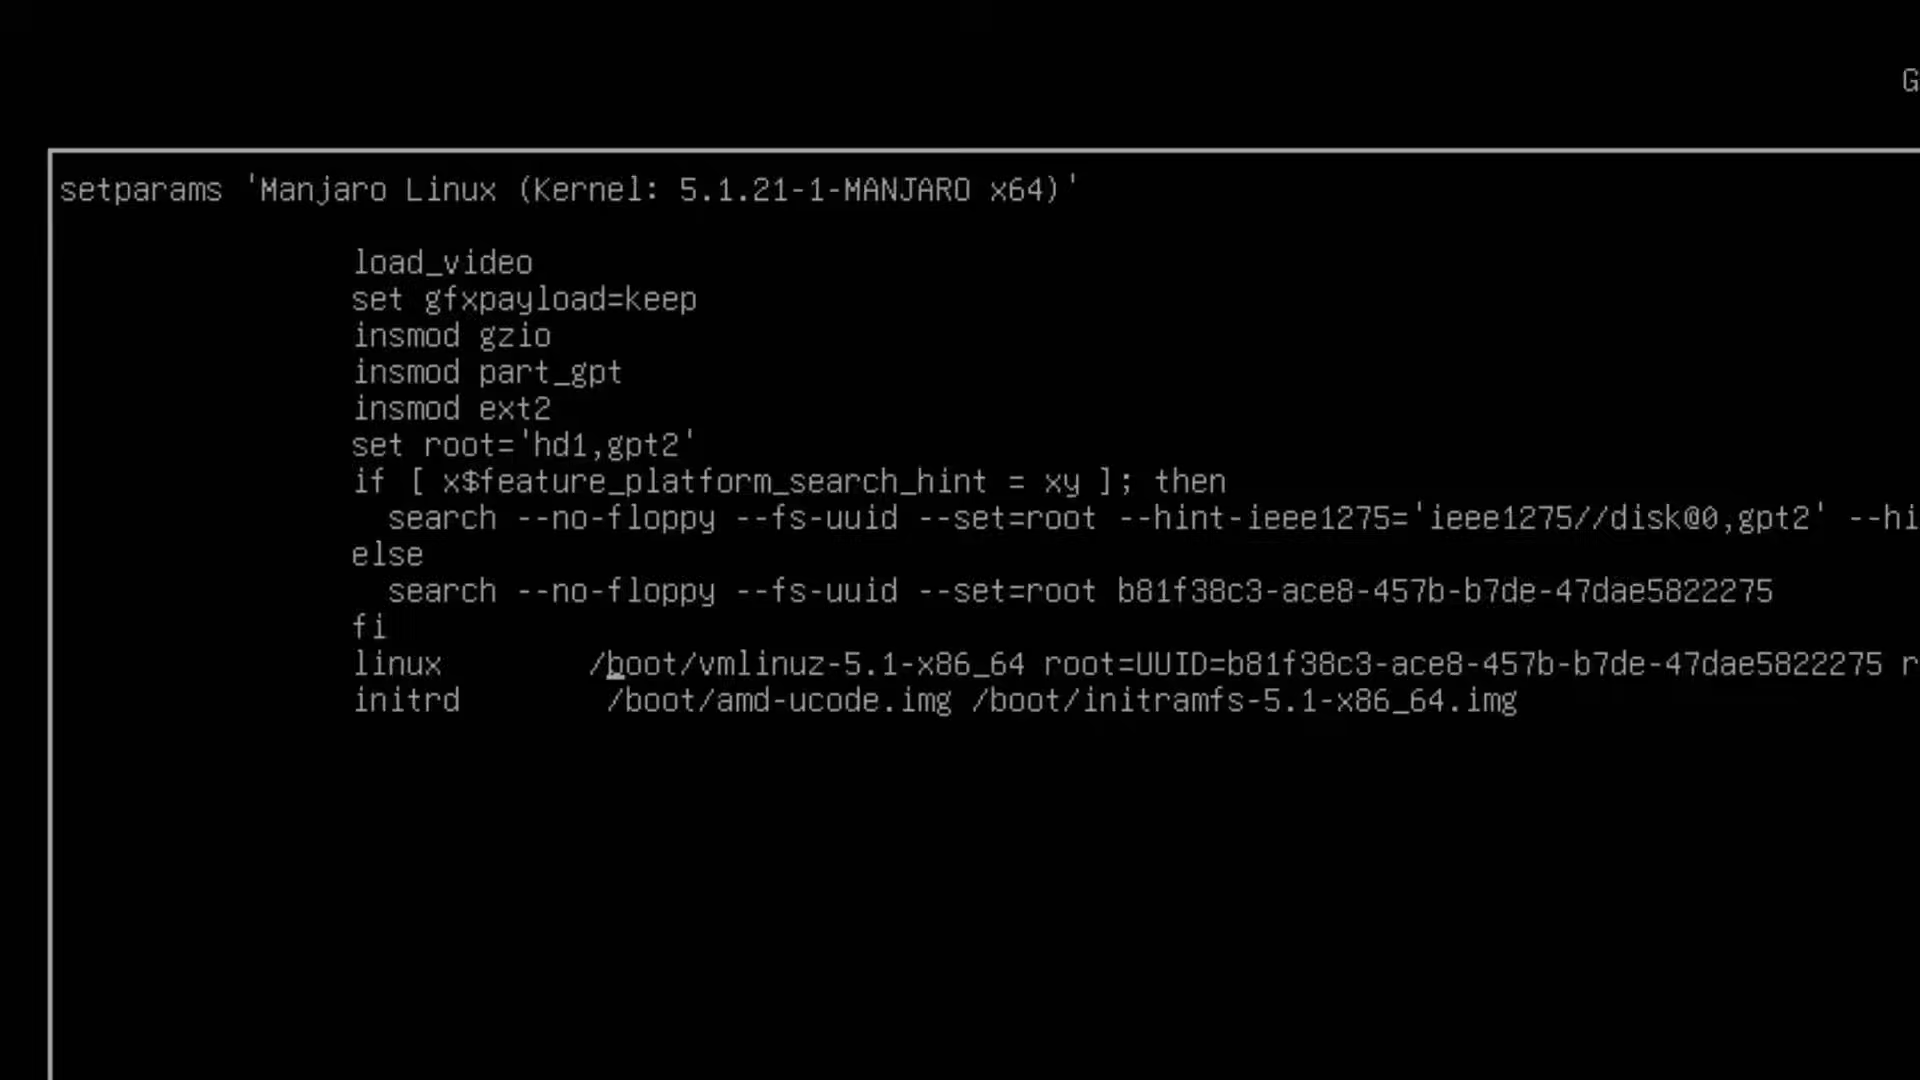 G
setparams 'Manjaro Linux (Kernel: 5.1.21-1-MANJARO x64)'
load_video
set gfxpayload=keep
insmod gzio
insmod part_gpt
insmod ext2
set root='hd1,gpt2'
if [ x$feature_platform_search_hint = xy ]; then
search --no-floppy --fs-uuid --set=root --hint-ieee1275='ieee1275//disk@0,gpt2' --hi
else
search --no-floppy --fs-uuid --set=root b81f38c3-ace8-457b-b7de-47dae5822275
fi
linux /boot/vmlinuz-5.1-x86_64 root=UUID=b81f38c3-ace8-457b-b7de-47dae5822275 r
initrd /boot/amd-ucode.img /boot/initramfs-5.1-x86_64.img